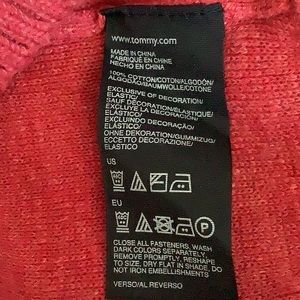 www.tommy.com
MADE IN CHINA
FABRIQUÉ EN CHINE
HECHO EN CHINA
100% COTTON/COTON/ALGODÓN/
ALGODÃO/BAUMWOLLE/COTONE
EXCLUSIVE OF DECORATION/
ELASTIC/
SAUF DÉCORATION/ÉLASTIQUE/
EXCLUYE LA DECORACIÓN/
ELÁSTICO/
EXCLUINDO DECORAÇÃO/
ELÁSTICO/
OHNE DEKORATION/GUMMIZUG/
ECCETTO DECORAZIONE/
ELASTICO
US
EU
P
CLOSE ALL FASTENERS, WASH
DARK COLORS SEPARATELY,
REMOVE PROMPTLY, RESHAPE
TO SIZE, DRY FLAT IN SHADE, DO
NOT IRON EMBELLISHMENTS
VERSO/AL REVERSO